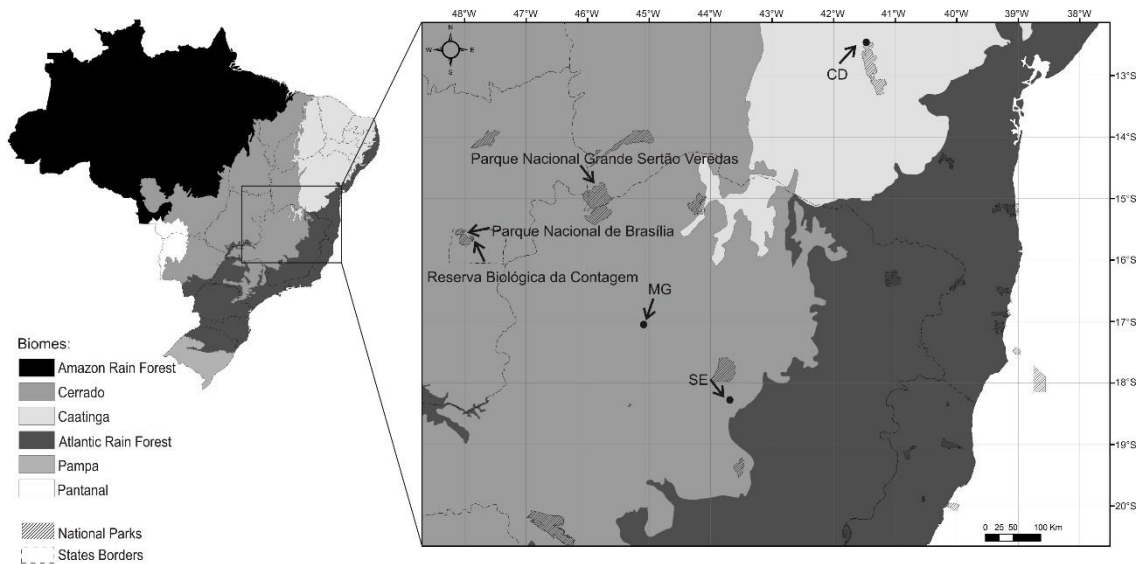 48°W 47°W 46°W 45°W 44°W 43°W 42°W 41°W 40°W 39°W 38°W
N
W E
S
CD
13°S
14°S
Parque Nacional Grande Sertão Veredas
15°S
Parque Nacional de Brasília
Reserva Biológica da Contagem
16°S
MG
17°S
SE
18°S
19°S
20°S
0 25 50 100 Km
Biomes:
Amazon Rain Forest
Cerrado
Caatinga
Atlantic Rain Forest
Pampa
Pantanal
National Parks
States Borders